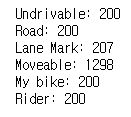 Undrivable: 200
Road: 200
Lane Mark: 207
Moveable: 1298
My bike: 200
Rider: 200